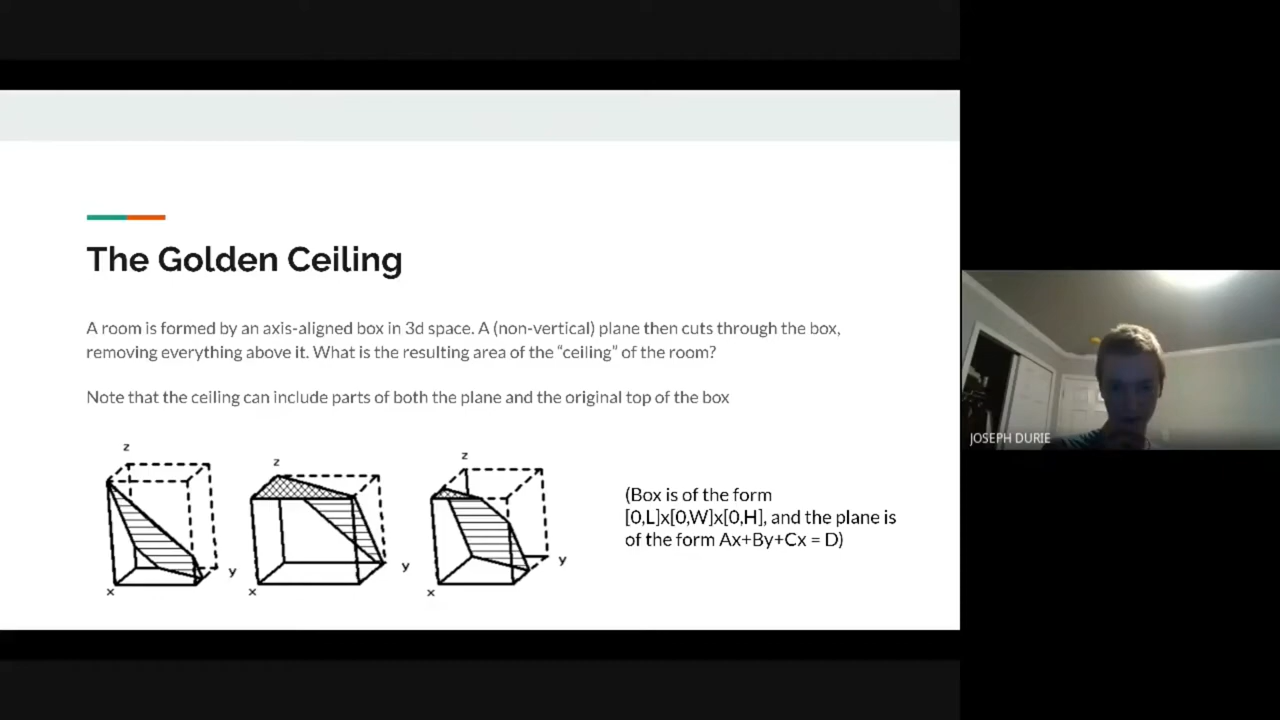 The Golden Ceiling
A room is formed by an axis-aligned box in 3d space. A (non-vertical) plane then cuts through the box,
removing everything above it. What is the resulting area of the “ceiling” of the room?
Note that the ceiling can include parts of both the plane and the original top of the box
z
y
x
z
y
x
z
y
x
(Box is of the form
[0,L]x[0,W]x[0,H], and the plane is
of the form Ax+By+Cx = D)
JOSEPH DURIE